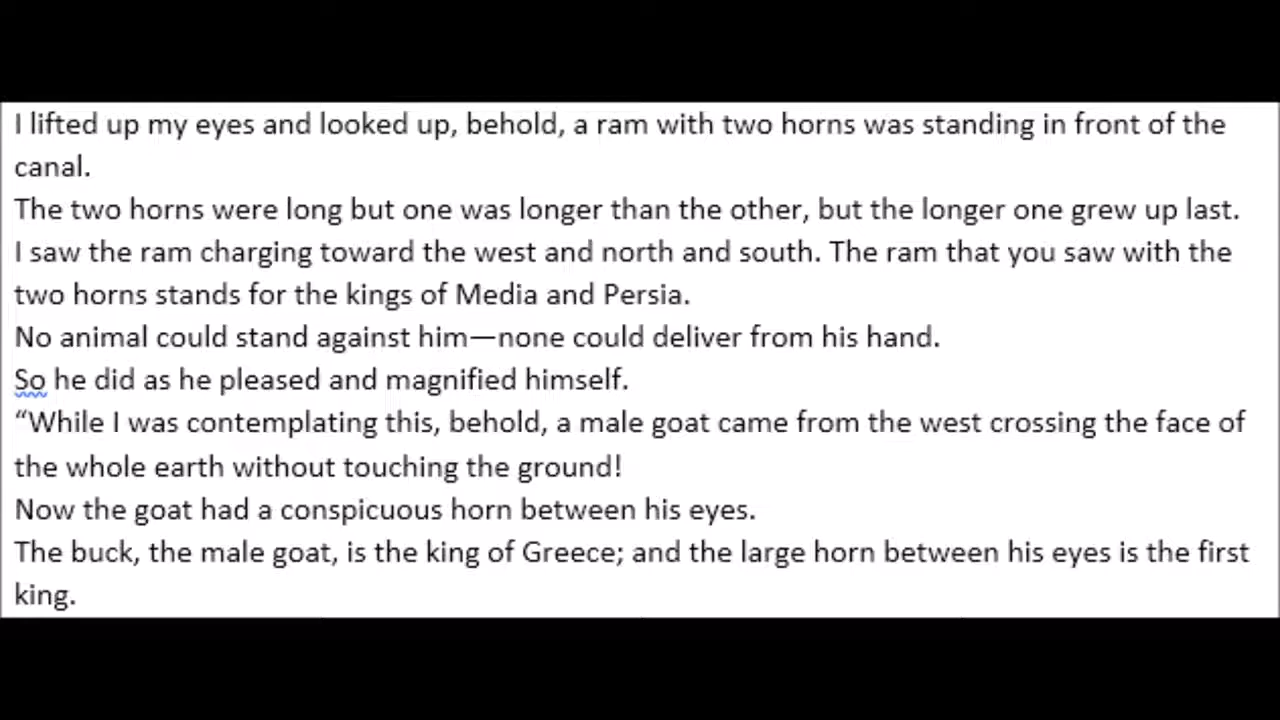 I lifted up my eyes and looked up, behold, a ram with two horns was standing in front of the
canal.
The two horns were long but one was longer than the other, but the longer one grew up last.
I saw the ram charging toward the west and north and south. The ram that you saw with the
two horns stands for the kings of Media and Persia.
No animal could stand against him—none could deliver from his hand.
So he did as he pleased and magnified himself.
“While I was contemplating this, behold, a male goat came from the west crossing the face of
the whole earth without touching the ground!
Now the goat had a conspicuous horn between his eyes.
The buck, the male goat, is the king of Greece; and the large horn between his eyes is the first
king.